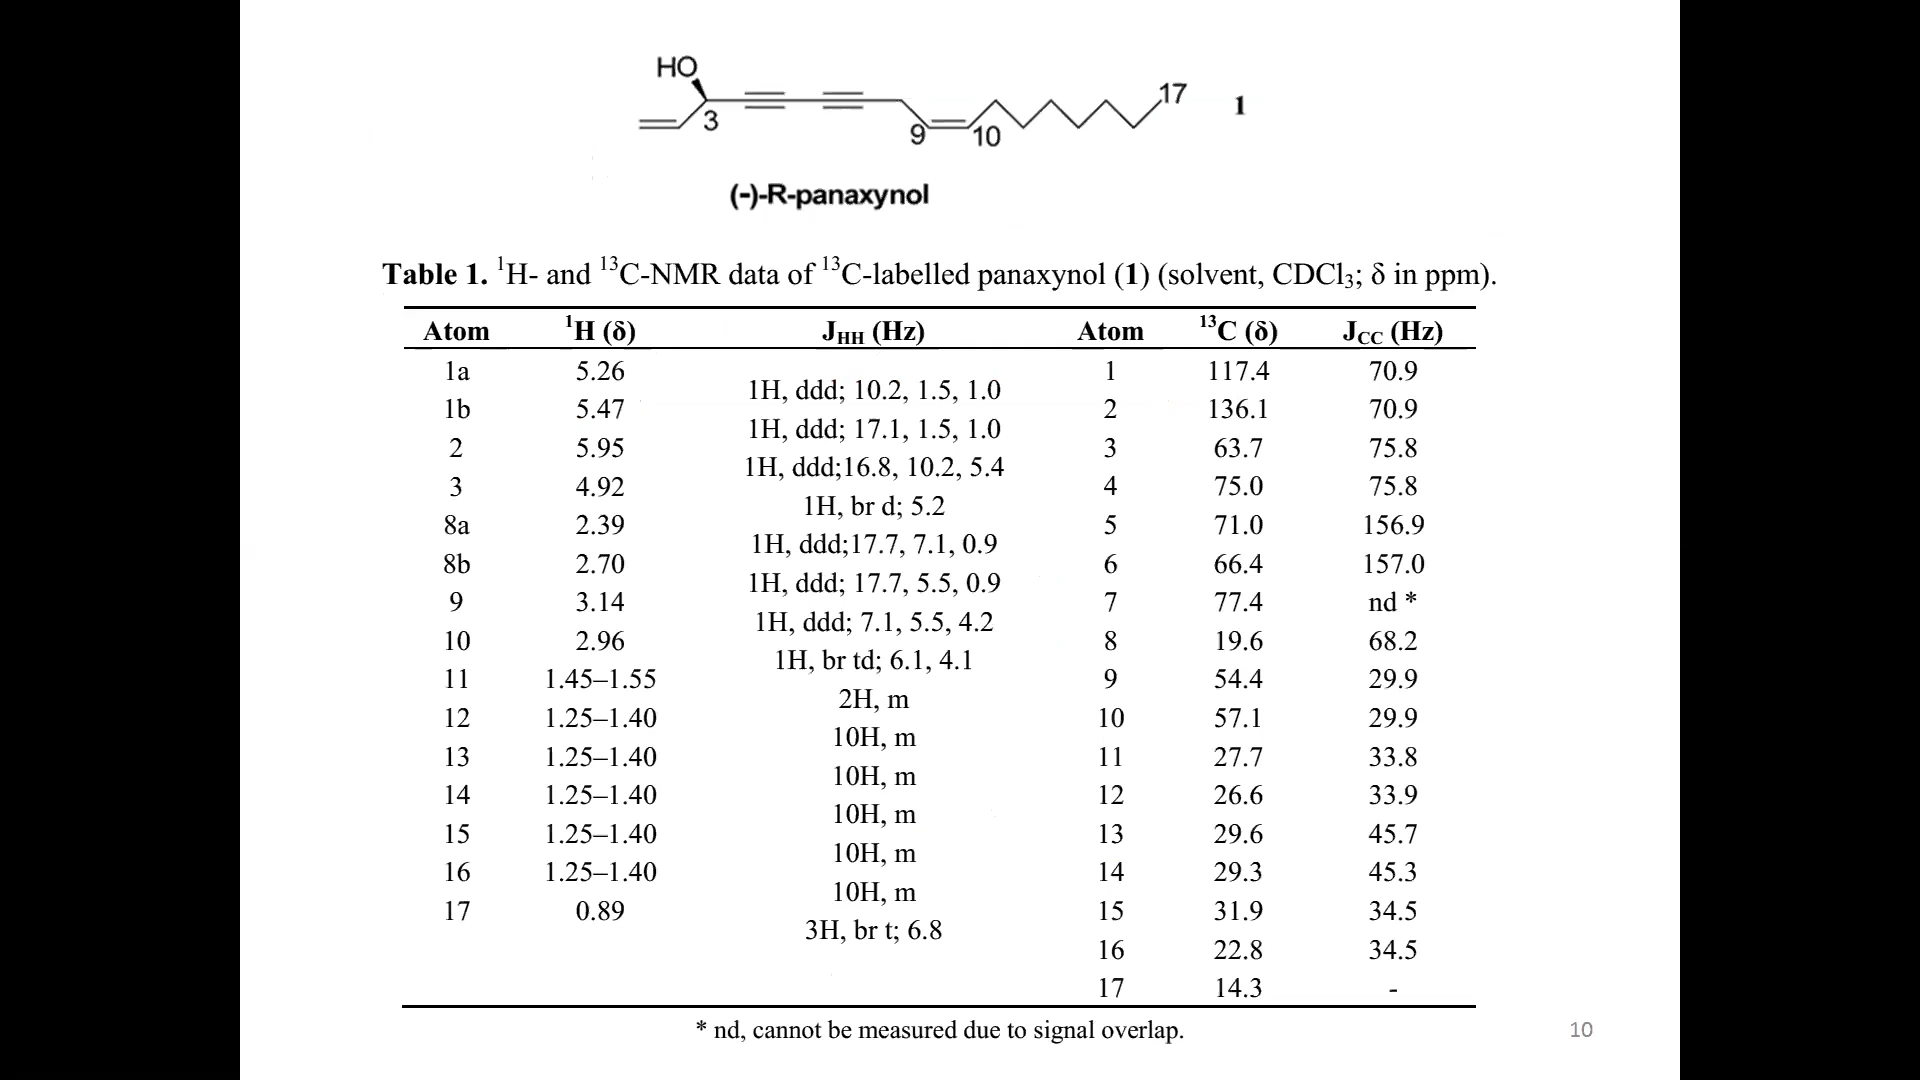 HO
3
9
10
17
1
(-)-R-panaxynol
Table 1. ¹H- and ¹³C-NMR data of ¹³C-labelled panaxynol (1) (solvent, CDCl₃; δ in ppm).
Atom ¹H (δ) J_HH (Hz) Atom ¹³C (δ) J_CC (Hz)
1a 5.26 1H, ddd; 10.2, 1.5, 1.0 1 117.4 70.9
1b 5.47 1H, ddd; 17.1, 1.5, 1.0 2 136.1 70.9
2 5.95 1H, ddd;16.8, 10.2, 5.4 3 63.7 75.8
3 4.92 1H, br d; 5.2 4 75.0 75.8
8a 2.39 1H, ddd;17.7, 7.1, 0.9 5 71.0 156.9
8b 2.70 1H, ddd; 17.7, 5.5, 0.9 6 66.4 157.0
9 3.14 1H, ddd; 7.1, 5.5, 4.2 7 77.4 nd *
10 2.96 1H, br td; 6.1, 4.1 8 19.6 68.2
11 1.45–1.55 2H, m 9 54.4 29.9
12 1.25–1.40 10H, m 10 57.1 29.9
13 1.25–1.40 10H, m 11 27.7 33.8
14 1.25–1.40 10H, m 12 26.6 33.9
15 1.25–1.40 10H, m 13 29.6 45.7
16 1.25–1.40 10H, m 14 29.3 45.3
17 0.89 3H, br t; 6.8 15 31.9 34.5
16 22.8 34.5
17 14.3 -
* nd, cannot be measured due to signal overlap.
10